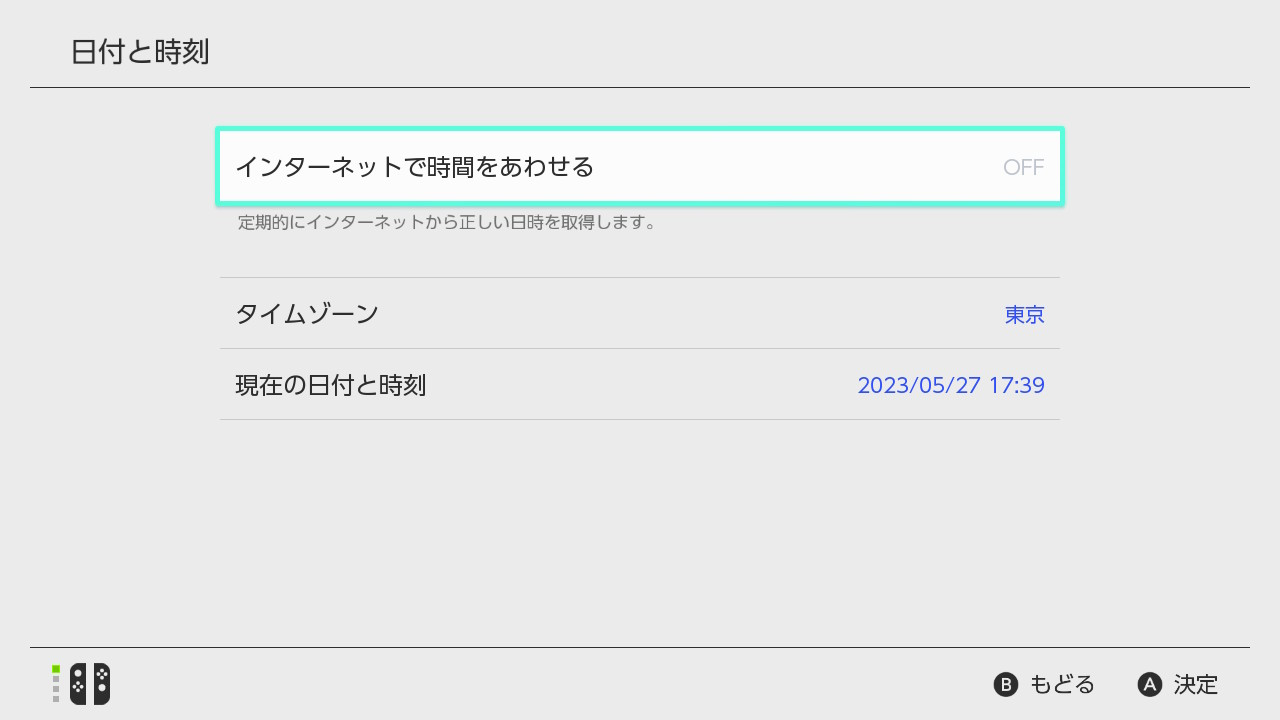 日付と時刻
インターネットで時間をあわせる OFF
定期的にインターネットから正しい日時を取得します。
タイムゾーン 東京
現在の日付と時刻 2023/05/27 17:39
B もどる A 決定